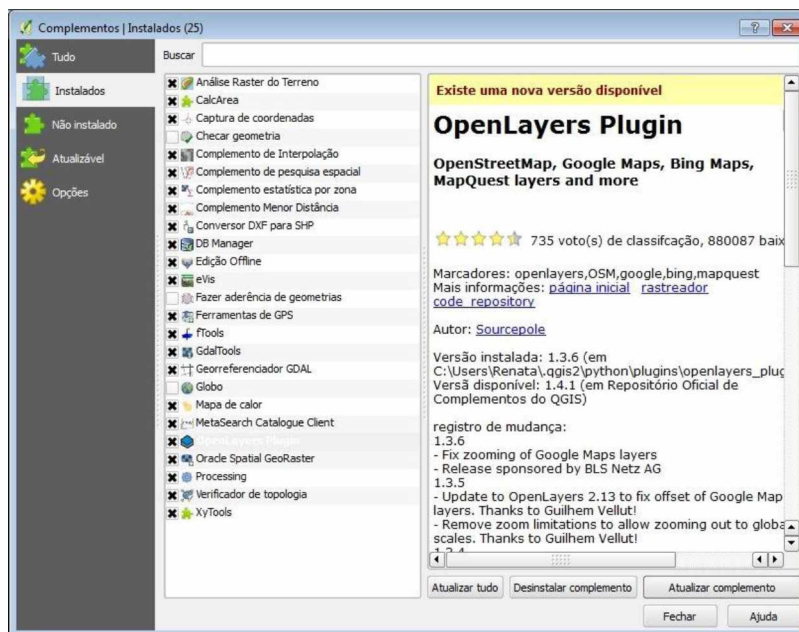 Complementos | Instalados (25)
Tudo
Instalados
Não instalado
Atualizável
Opções
Buscar
Análise Raster do Terreno
CalcArea
Captura de coordenadas
Checar geometria
Complemento de Interpolação
Complemento de pesquisa espacial
Complemento estatística por zona
Complemento Menor Distância
Conversor DXF para SHP
DB Manager
Edição Offline
eVis
Fazer aderência de geometrias
Ferramentas de GPS
fTools
GdalTools
Georreferenciador GDAL
Globo
Mapa de calor
MetaSearch Catalogue Client
OpenLayers Plugin
Oracle Spatial GeoRaster
Processing
Verificador de topologia
XyTools
Existe uma nova versão disponível
OpenLayers Plugin
OpenStreetMap, Google Maps, Bing Maps,
MapQuest layers and more
735 voto(s) de classifcação, 880087 baix
Marcadores: openlayers,OSM,google,bing,mapquest
Mais informações: página inicial rastreador
code_repository
Autor: Sourcepole
Versão instalada: 1.3.6 (em
C:\Users\Renata\.qgis2\python\plugins\openlayers_plug
Versã disponível: 1.4.1 (em Repositório Oficial de
Complementos do QGIS)
registro de mudança:
1.3.6
- Fix zooming of Google Maps layers
- Release sponsored by BLS Netz AG
1.3.5
- Update to OpenLayers 2.13 to fix offset of Google Map
layers. Thanks to Guilhem Vellut!
- Remove zoom limitations to allow zooming out to globa
scales. Thanks to Guilhem Vellut!
1.3.4
Atualizar tudo
Desinstalar complemento
Atualizar complemento
Fechar
Ajuda